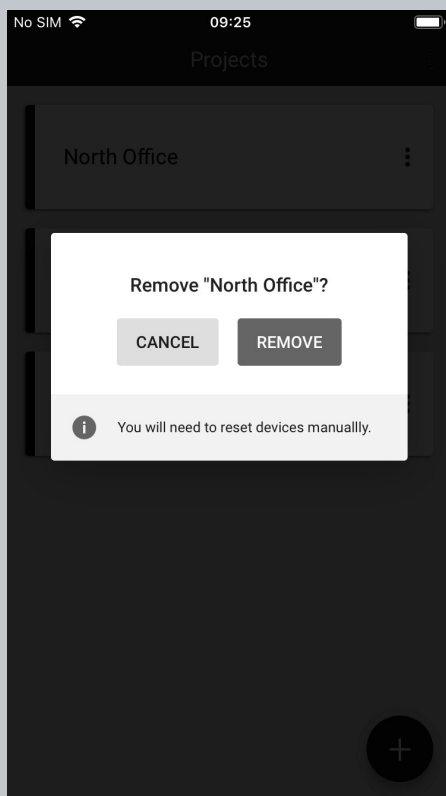 No SIM
09:25
Projects
North Office
Remove "North Office"?
CANCEL
REMOVE
You will need to reset devices manuallly.